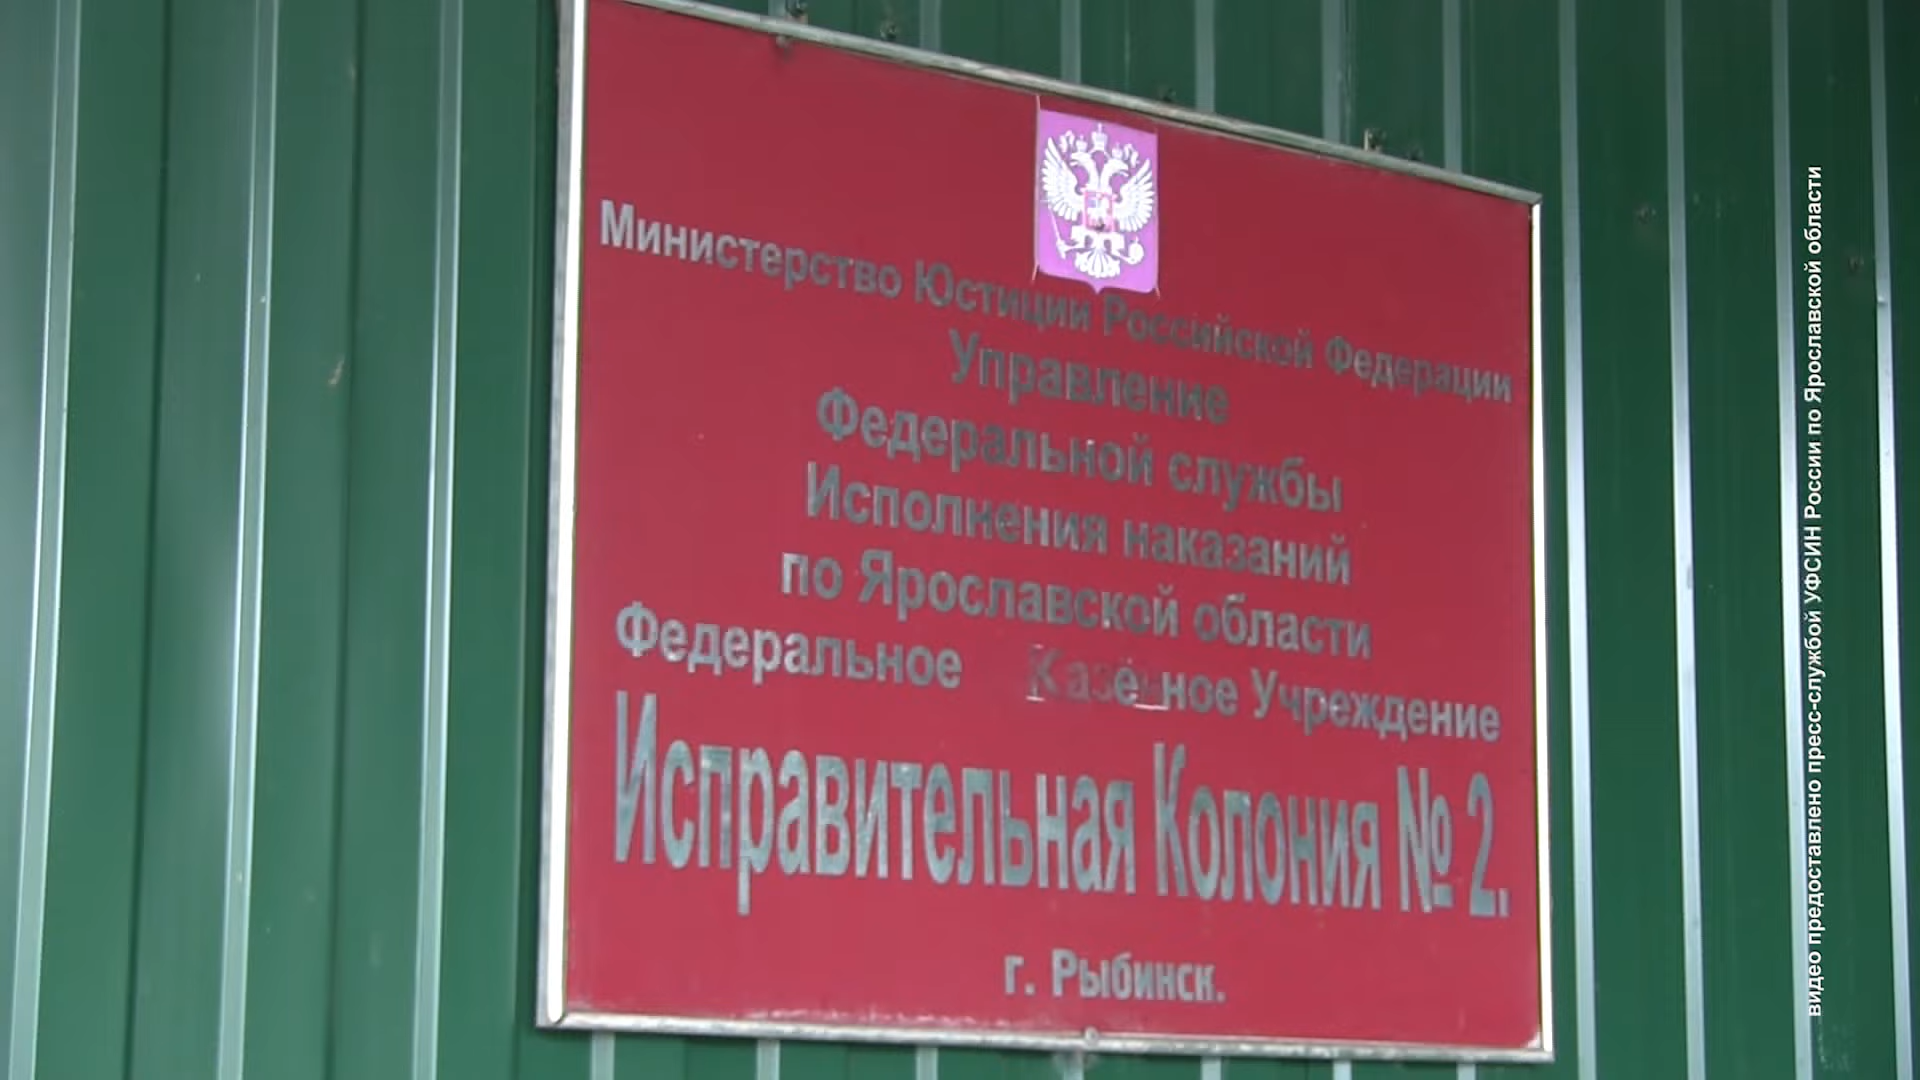 Министерство Юстиции Российской Федерации
Управление
Федеральной службы
Исполнения наказаний
по Ярославской области
Федеральное Казенное Учреждение
Исправительная Колония № 2.
г. Рыбинск.
видео предоставлено пресс-службой УФСИН России по Ярославской области